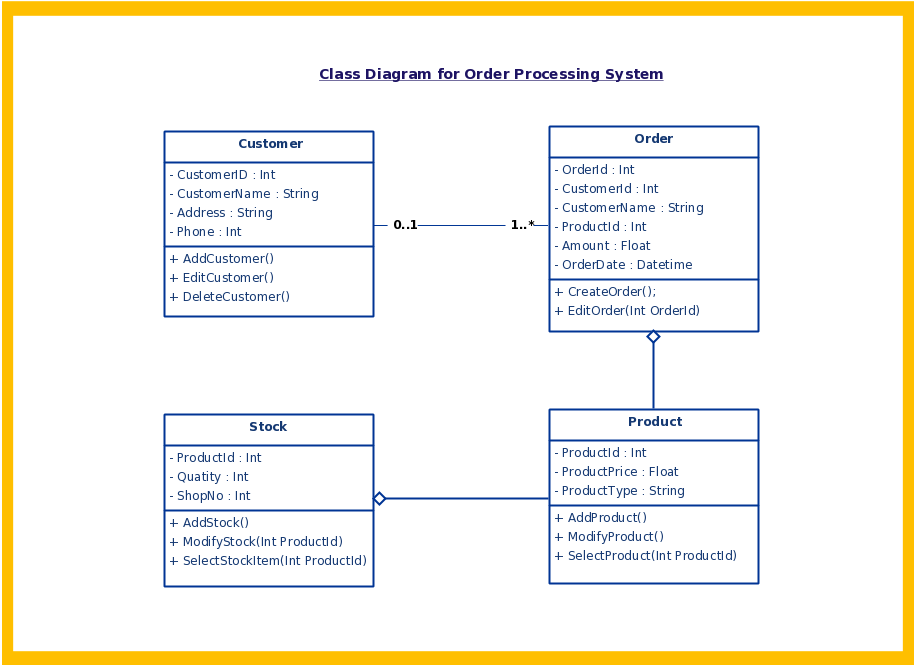 Class Diagram for Order Processing System
Customer
- CustomerID : Int
- CustomerName : String
- Address : String
- Phone : Int
+ AddCustomer()
+ EditCustomer()
+ DeleteCustomer()
0..1
1..*
Order
- OrderId : Int
- CustomerId : Int
- CustomerName : String
- ProductId : Int
- Amount : Float
- OrderDate : Datetime
+ CreateOrder();
+ EditOrder(Int OrderId)
Stock
- ProductId : Int
- Quatity : Int
- ShopNo : Int
+ AddStock()
+ ModifyStock(Int ProductId)
+ SelectStockItem(Int ProductId)
Product
- ProductId : Int
- ProductPrice : Float
- ProductType : String
+ AddProduct()
+ ModifyProduct()
+ SelectProduct(Int ProductId)